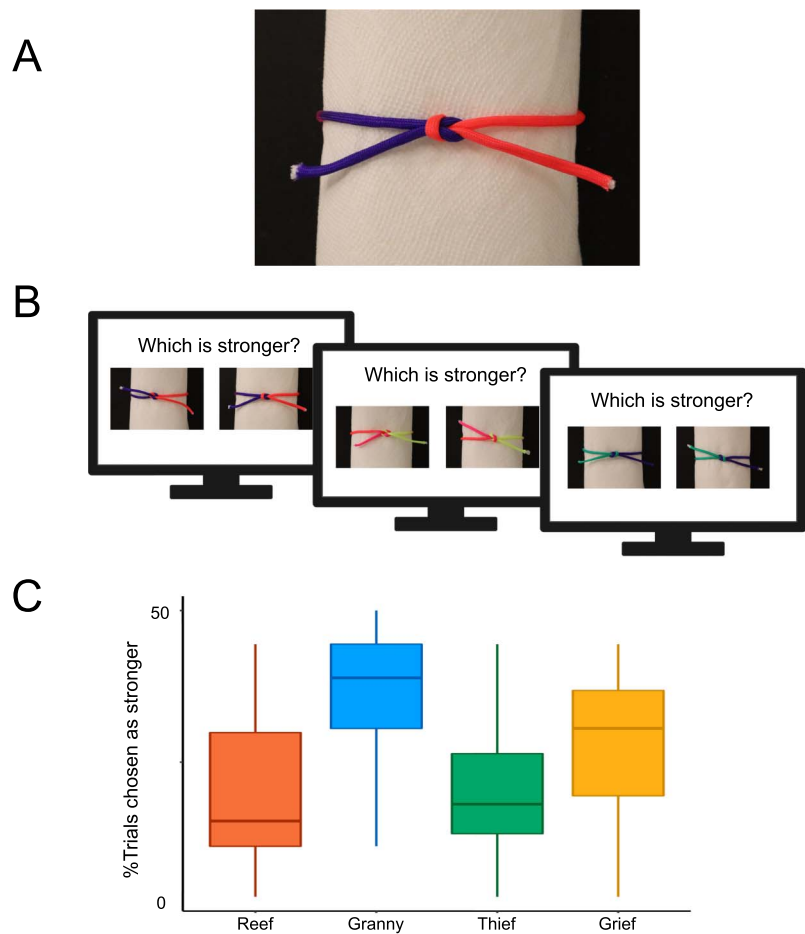 A
B
Which is stronger?
Which is stronger?
Which is stronger?
C
%Trials chosen as stronger
50
0
Reef Granny Thief Grief